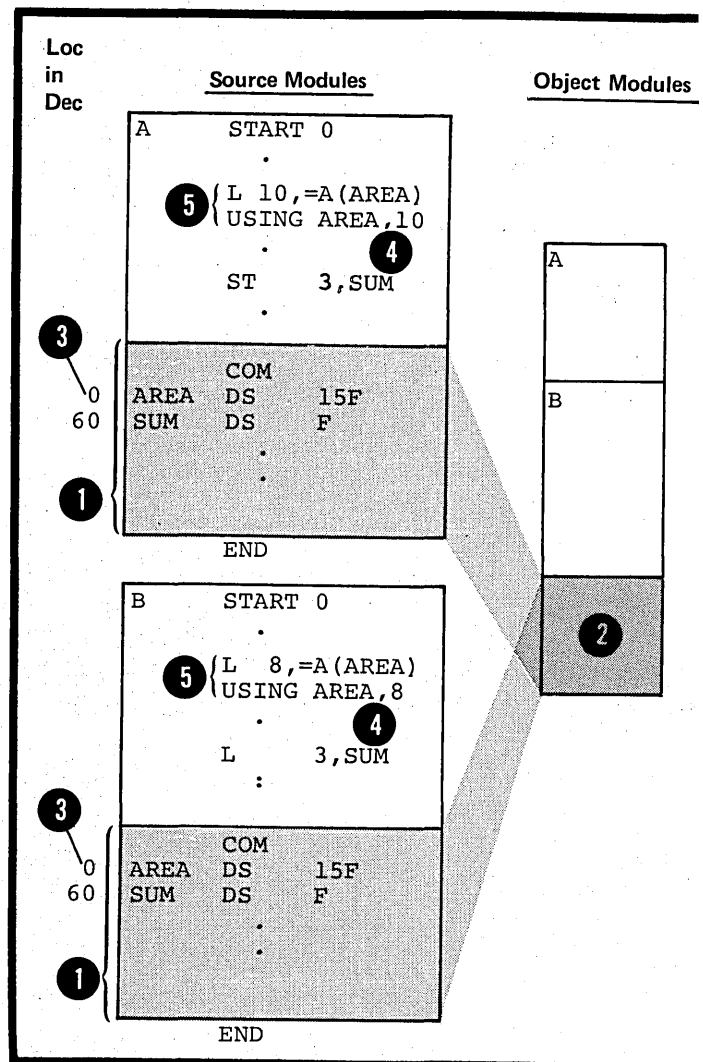 Loc
in
Dec
Source Modules
Object Modules
A START 0
.
5 { L 10,=A(AREA)
USING AREA,10
.
4
ST 3,SUM
.
3
COM
0 AREA DS 15F
60 SUM DS F
.
.
1
END
B START 0
.
5 { L 8,=A(AREA)
USING AREA,8
.
4
L 3,SUM
:
3
COM
0 AREA DS 15F
60 SUM DS F
.
.
1
END
A
B
2